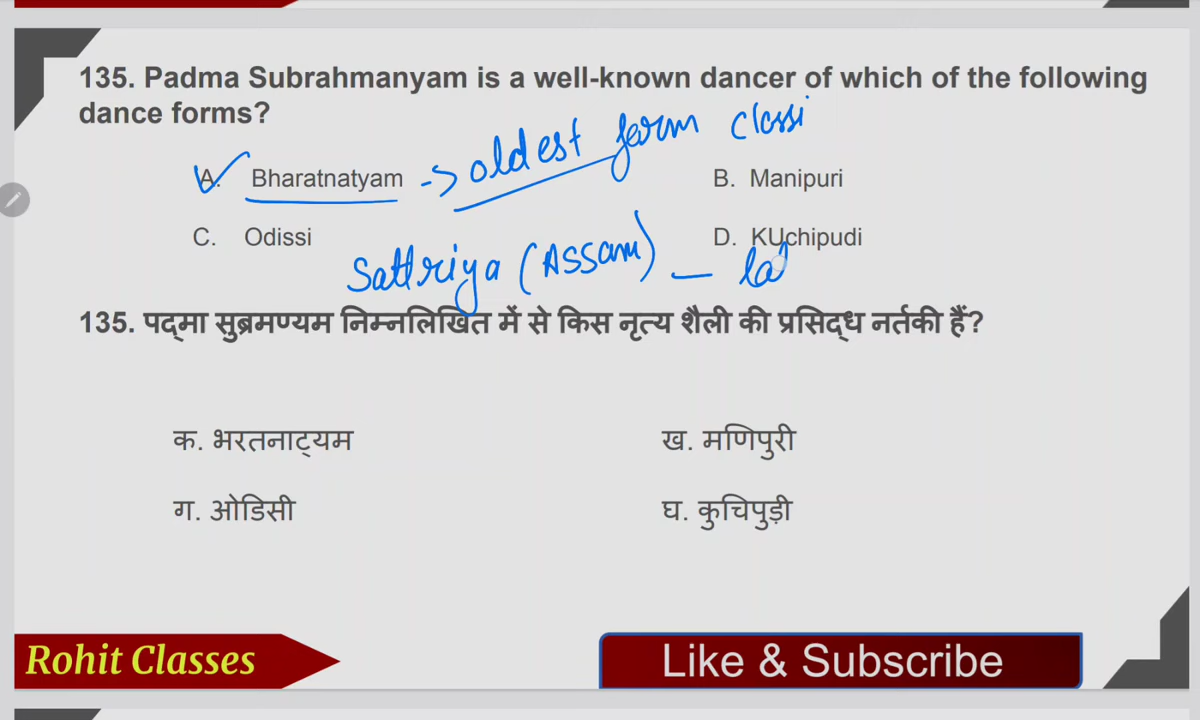 135. Padma Subrahmanyam is a well-known dancer of which of the following
dance forms?
A. Bharatnatyam -> oldest form classi
B. Manipuri
C. Odissi
D. KUchipudi
Sattriya (Assam) – lat
135. पद्मा सुब्रमण्यम निम्नलिखित में से किस नृत्य शैली की प्रसिद्ध नर्तकी हैं?
क. भरतनाट्यम
ख. मणिपुरी
ग. ओडिसी
घ. कुचिपुड़ी
Rohit Classes
Like & Subscribe